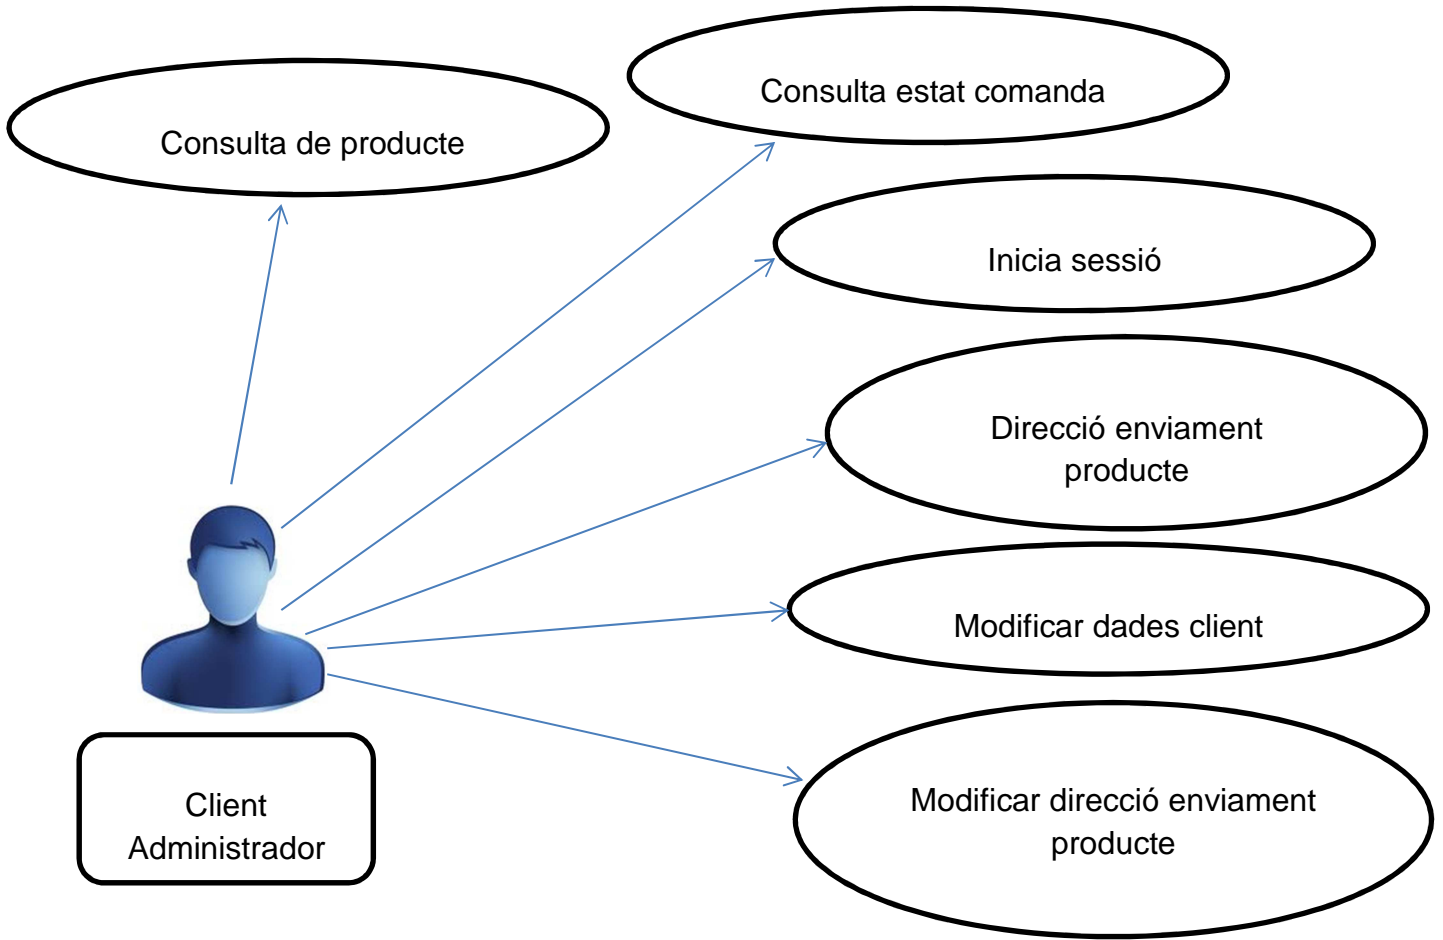 Consulta estat comanda
Consulta de producte
Inicia sessió
Direcció enviament
producte
Modificar dades client
Modificar direcció enviament
producte
Client
Administrador